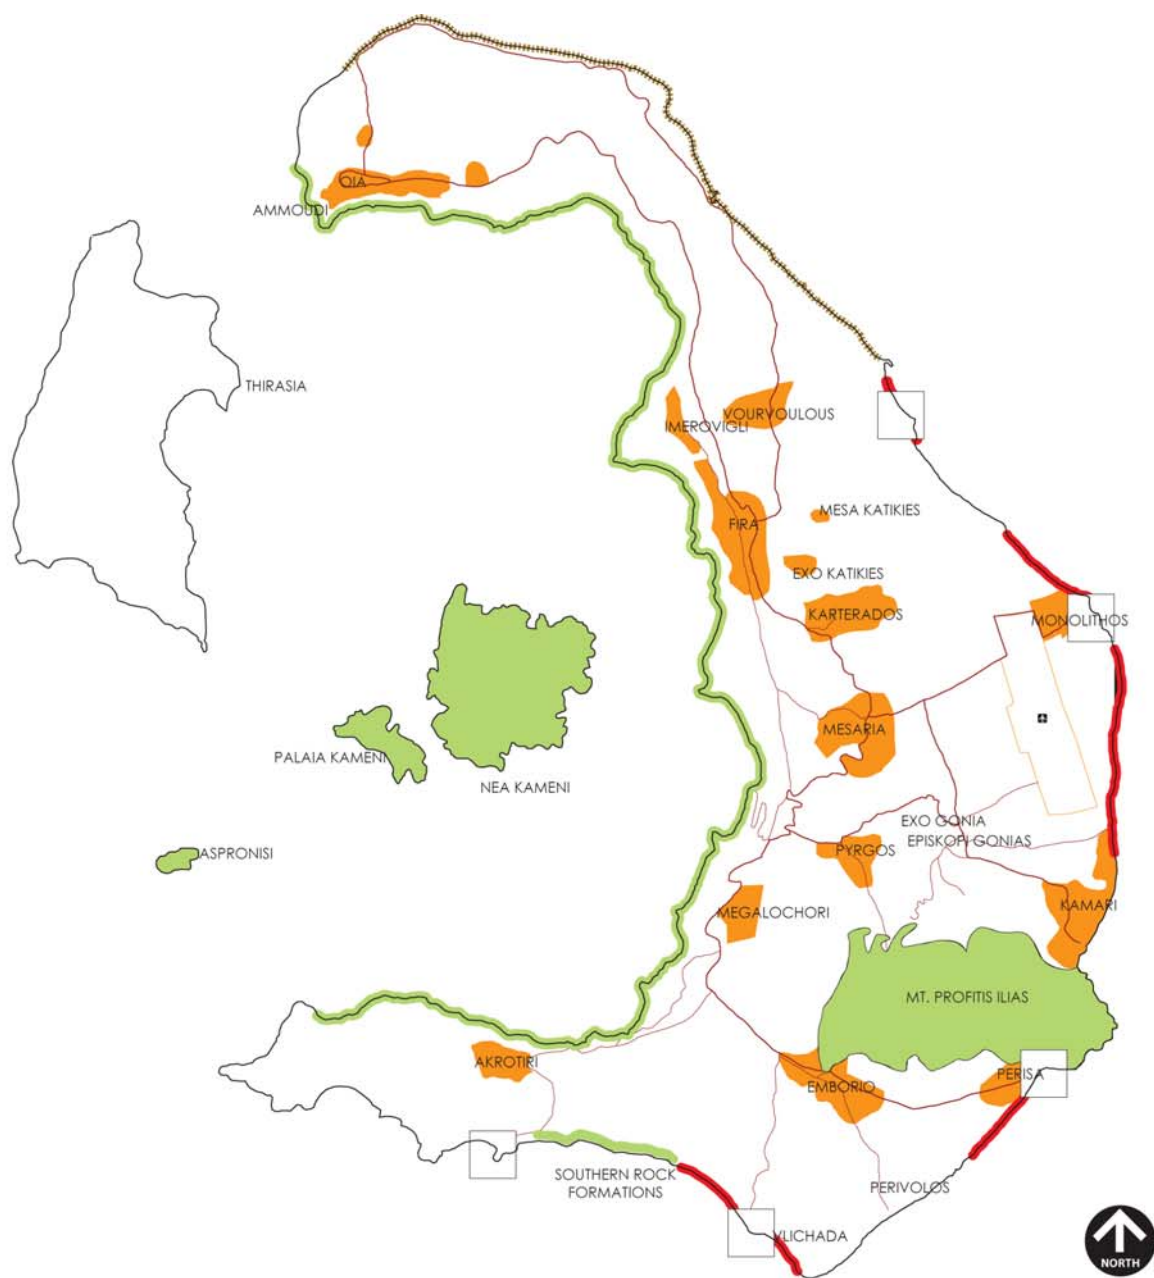 OIA
AMMOUDI
THIRASIA
VOURVOULOUS
IMEROVIGLI
MESA KATIKIES
FIRA
EXO KATIKIES
KARTERADOS
MONOLITHOS
MESARIA
PALAIA KAMENI
NEA KAMENI
EXO GONIA
EPISKOPI GONIAS
PYRGOS
ASPRONISI
KAMARI
MEGALOCHORI
MT. PROFITIS ILIAS
AKROTIRI
PERISA
EMBORIO
SOUTHERN ROCK
FORMATIONS
PERIVOLOS
VLICHADA
NORTH